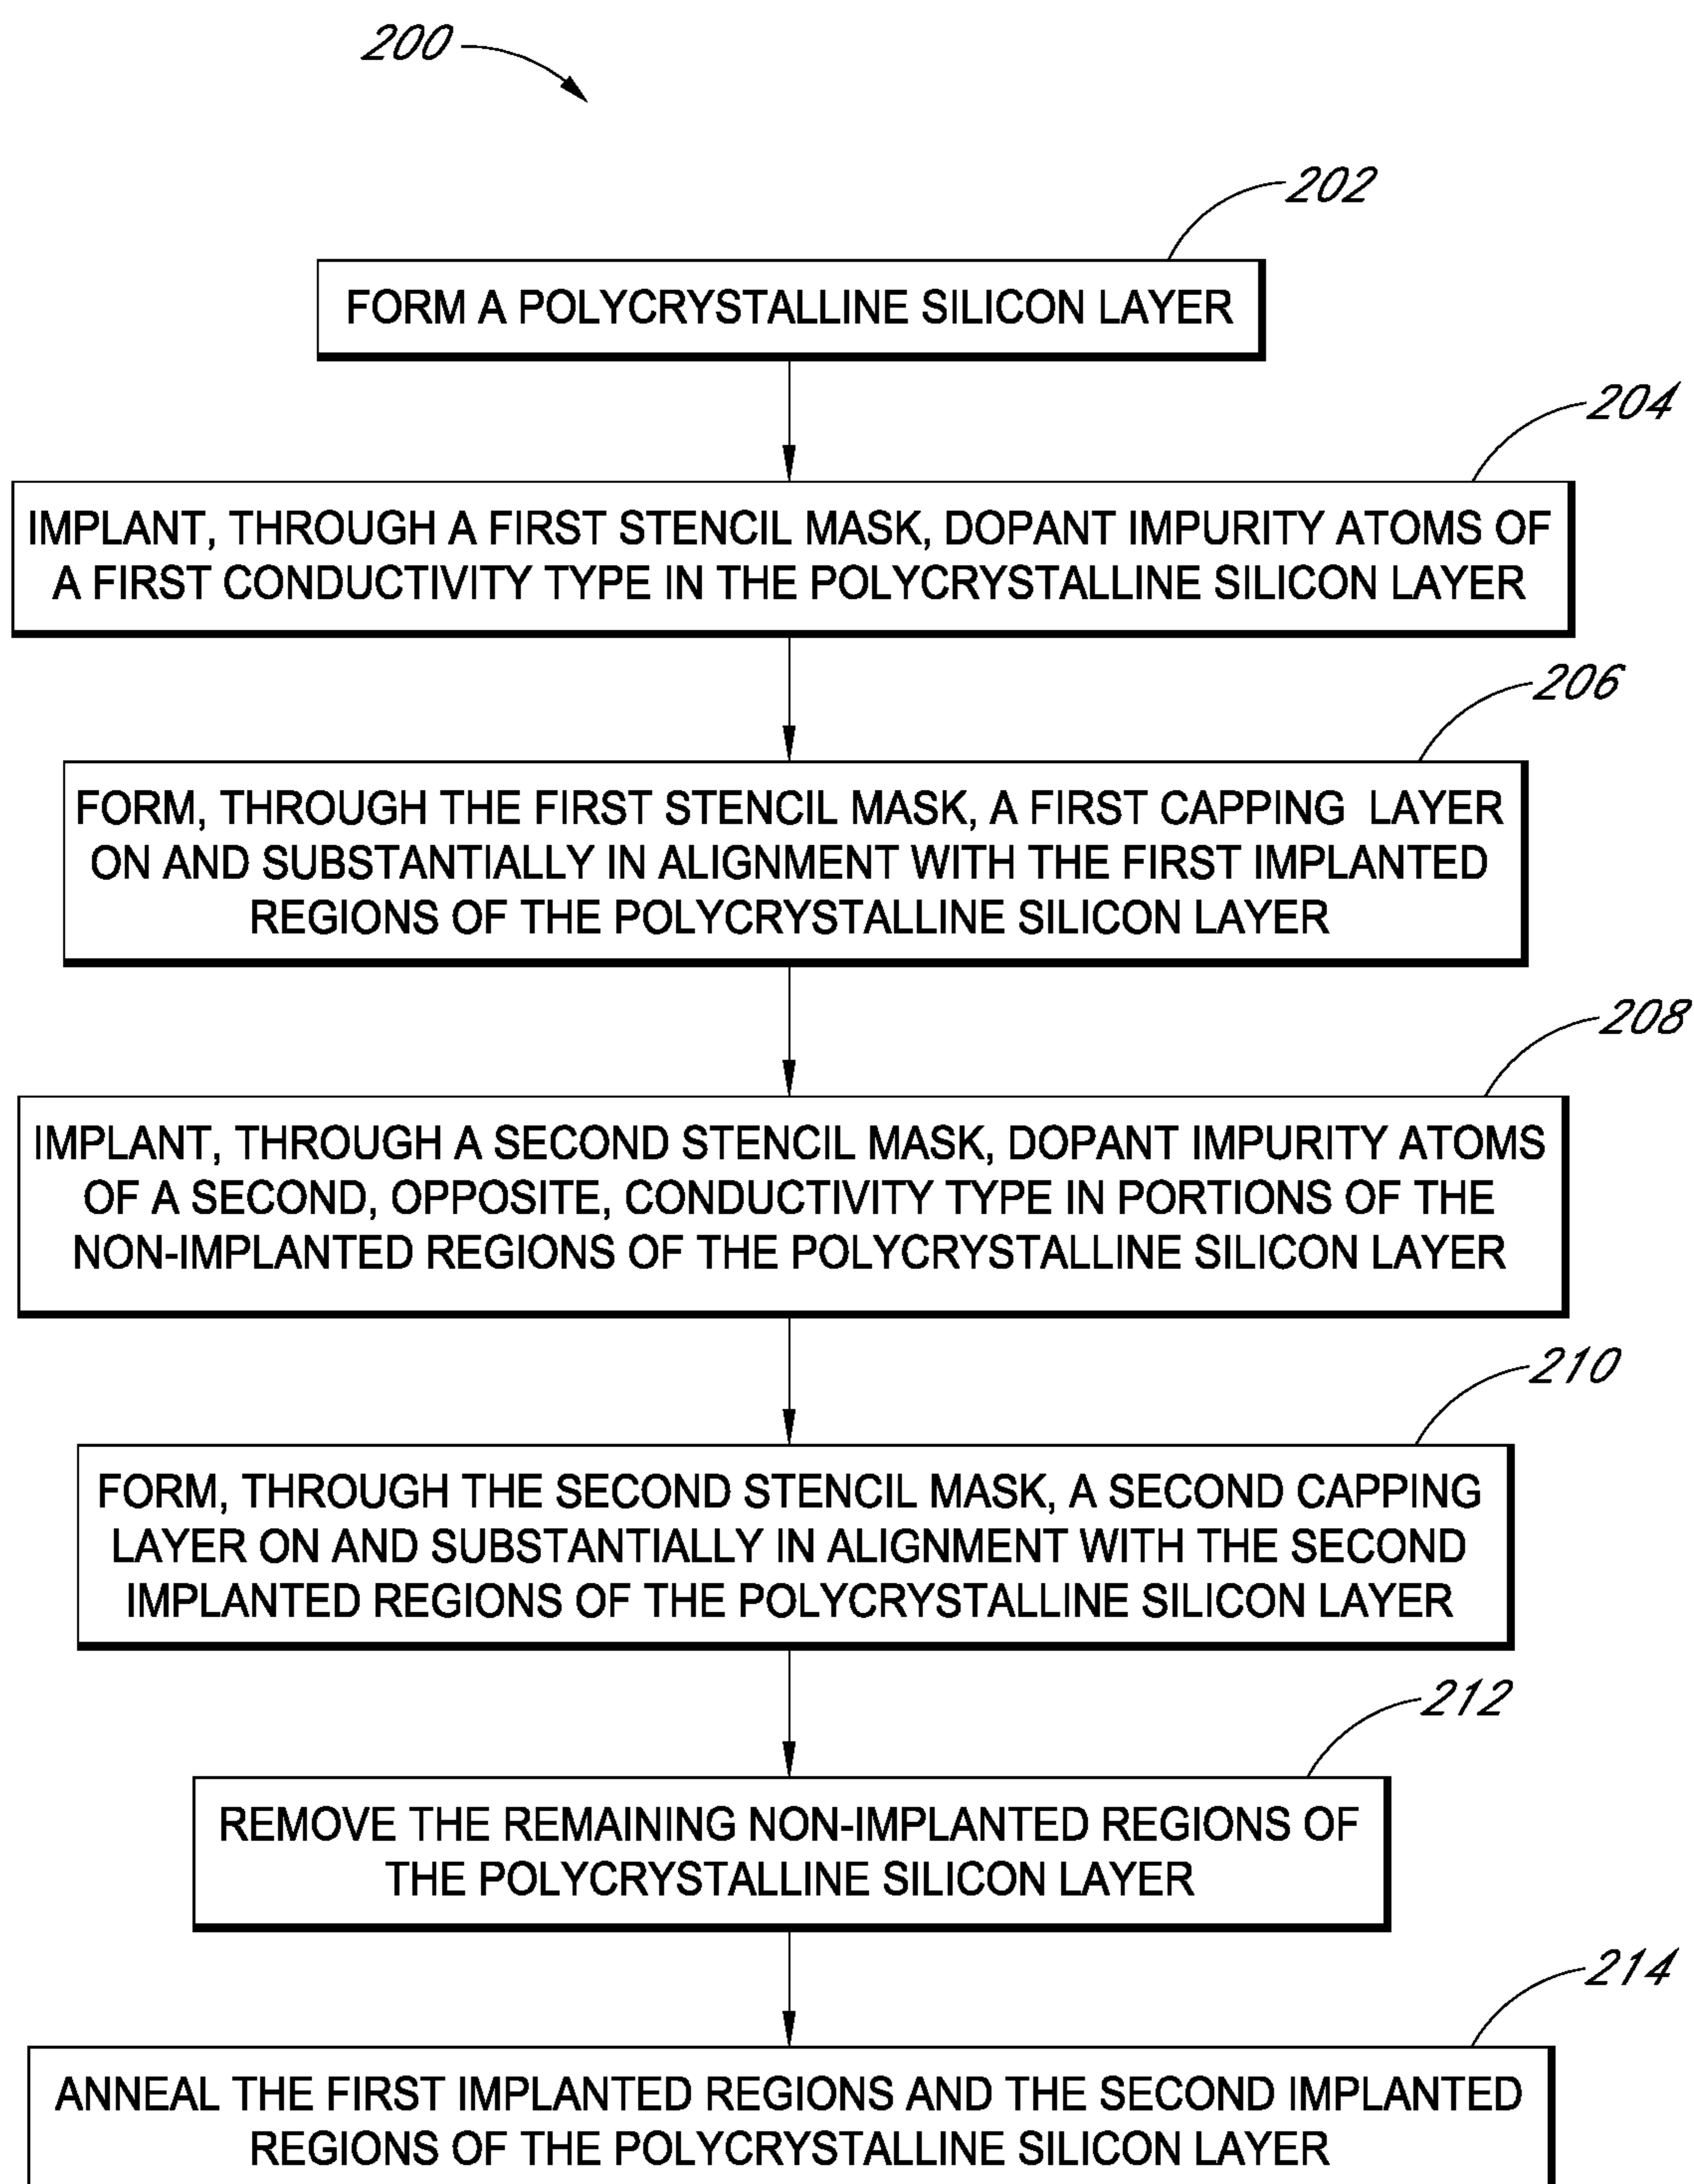 200
202
FORM A POLYCRYSTALLINE SILICON LAYER
204
IMPLANT, THROUGH A FIRST STENCIL MASK, DOPANT IMPURITY ATOMS OF
A FIRST CONDUCTIVITY TYPE IN THE POLYCRYSTALLINE SILICON LAYER
206
FORM, THROUGH THE FIRST STENCIL MASK, A FIRST CAPPING LAYER
ON AND SUBSTANTIALLY IN ALIGNMENT WITH THE FIRST IMPLANTED
REGIONS OF THE POLYCRYSTALLINE SILICON LAYER
208
IMPLANT, THROUGH A SECOND STENCIL MASK, DOPANT IMPURITY ATOMS
OF A SECOND, OPPOSITE, CONDUCTIVITY TYPE IN PORTIONS OF THE
NON-IMPLANTED REGIONS OF THE POLYCRYSTALLINE SILICON LAYER
210
FORM, THROUGH THE SECOND STENCIL MASK, A SECOND CAPPING
LAYER ON AND SUBSTANTIALLY IN ALIGNMENT WITH THE SECOND
IMPLANTED REGIONS OF THE POLYCRYSTALLINE SILICON LAYER
212
REMOVE THE REMAINING NON-IMPLANTED REGIONS OF
THE POLYCRYSTALLINE SILICON LAYER
214
ANNEAL THE FIRST IMPLANTED REGIONS AND THE SECOND IMPLANTED
REGIONS OF THE POLYCRYSTALLINE SILICON LAYER